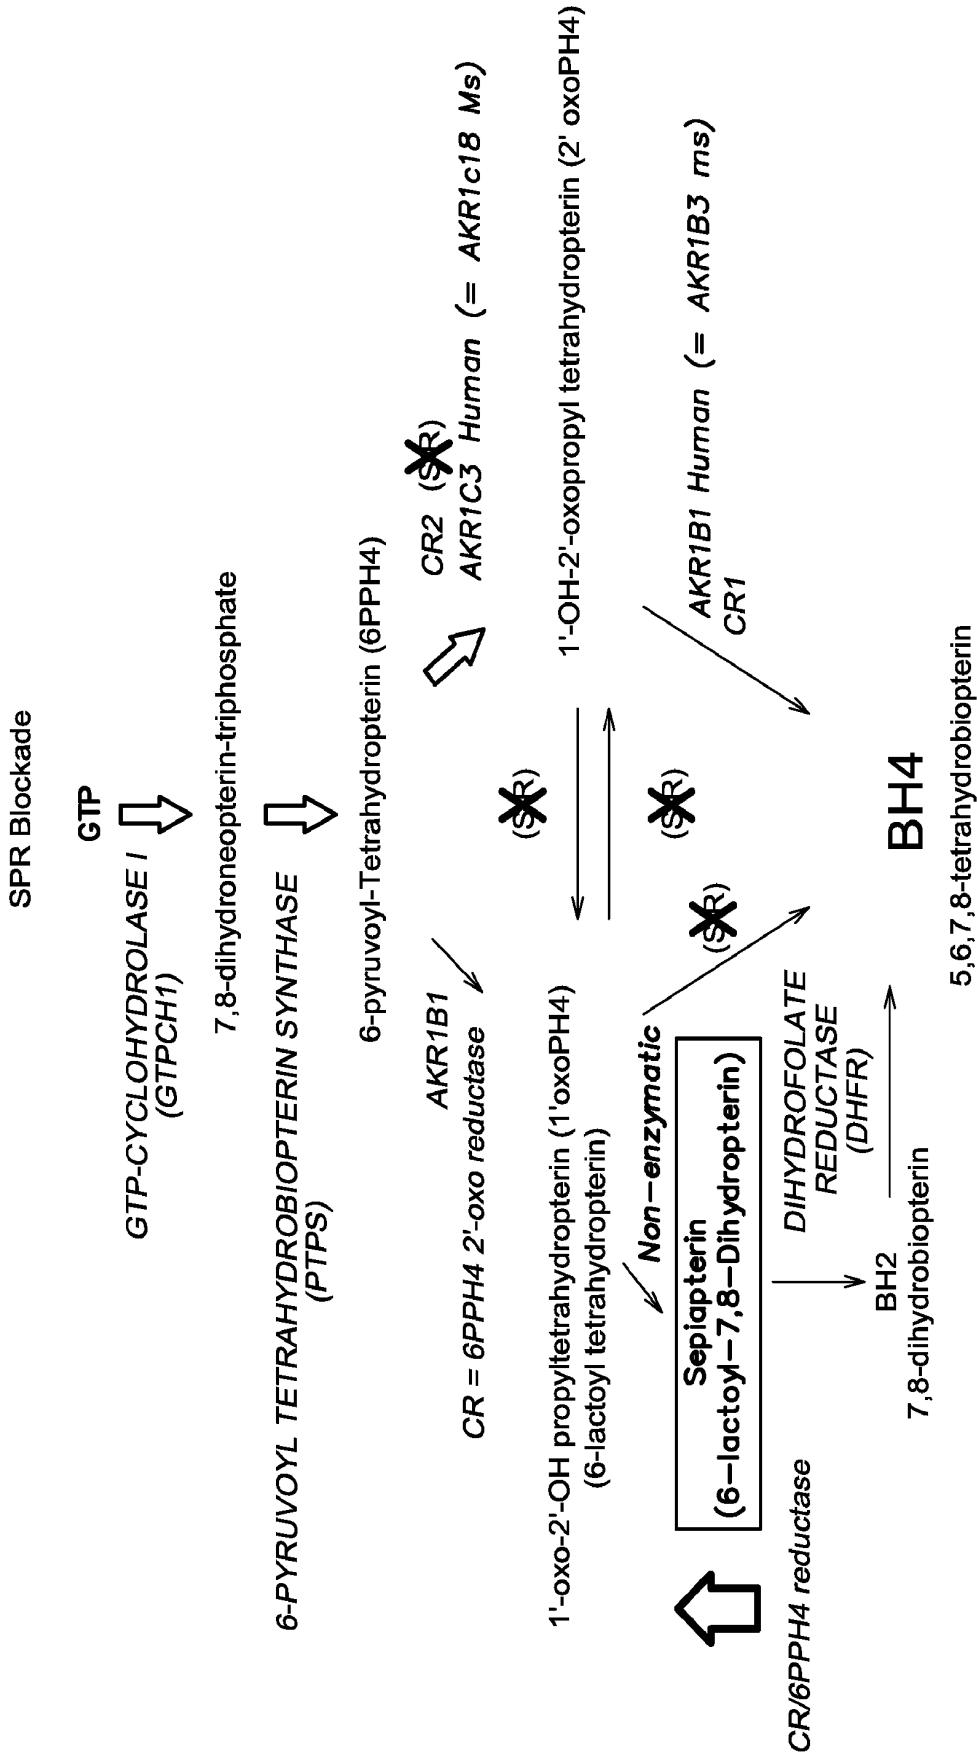 SPR Blockade
GTP
GTP-CYCLOHYDROLASE I
(GTPCH1)
7,8-dihydroneopterin-triphosphate
6-PYRUVOYL TETRAHYDROBIOPTERIN SYNTHASE
(PTPS)
6-pyruvoyl-Tetrahydropterin (6PPH4)
AKR1B1
CR = 6PPH4 2'-oxo reductase
CR2 (SR)
AKR1C3 Human (= AKR1c18 Ms)
(SR)
1'-oxo-2'-OH propyltetrahydropterin (1'oxoPH4)
(6-lactoyl tetrahydropterin)
1'-OH-2'-oxopropyl tetrahydropterin (2' oxoPH4)
(SR)
Non-enzymatic
(SR)
AKR1B1 Human (= AKR1B3 ms)
CR1
Sepiapterin
(6-lactoyl-7,8-Dihydropterin)
CR/6PPH4 reductase
DIHYDROFOLATE
REDUCTASE
(DHFR)
BH2
7,8-dihydrobiopterin
BH4
5,6,7,8-tetrahydrobiopterin